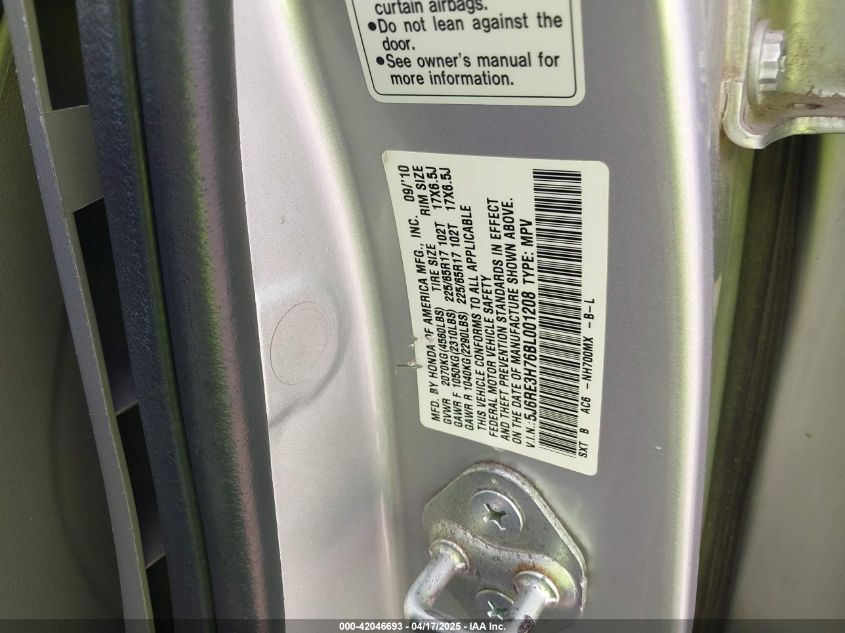 curtain airbags.
●Do not lean against the
door.
●See owner's manual for
more information.
MFD. BY HONDA OF AMERICA MFG., INC. 09/'10
GVWR 2070KG(4560LBS) TIRE SIZE RIM SIZE
GAWR F 1050KG(2310LBS) 225/65R17 102T 17X6.5J
GAWR R 1040KG(2290LBS) 225/65R17 102T 17X6.5J
THIS VEHICLE CONFORMS TO ALL APPLICABLE
FEDERAL MOTOR VEHICLE SAFETY
AND THEFT PREVENTION STANDARDS IN EFFECT
ON THE DATE OF MANUFACTURE SHOWN ABOVE.
V.I.N.:5J6RE3H76BL001208 TYPE: MPV
SXT B AC6 -NH700MX -B-L
000-42046693 - 04/17/2025 - IAA Inc.